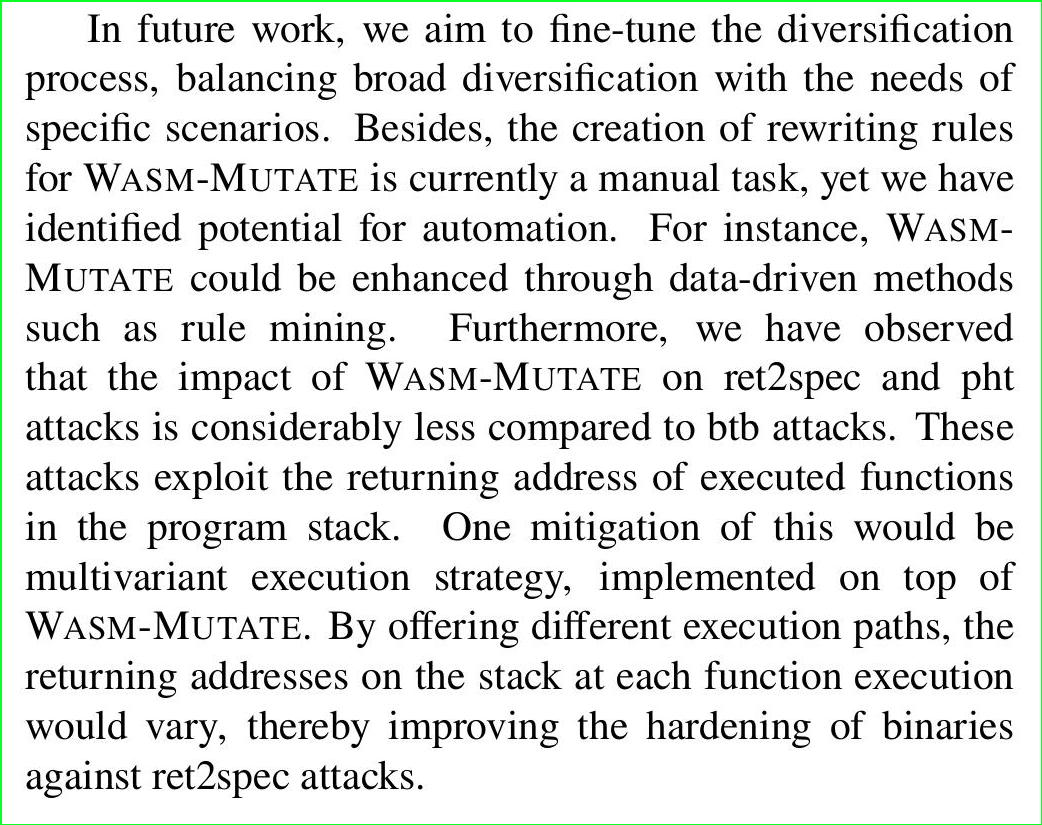 In future work, we aim to fine-tune the diversification
process, balancing broad diversification with the needs of
specific scenarios. Besides, the creation of rewriting rules
for WASM-MUTATE is currently a manual task, yet we have
identified potential for automation. For instance, WASM-
MUTATE could be enhanced through data-driven methods
such as rule mining. Furthermore, we have observed
that the impact of WASM-MUTATE on ret2spec and pht
attacks is considerably less compared to btb attacks. These
attacks exploit the returning address of executed functions
in the program stack. One mitigation of this would be
multivariant execution strategy, implemented on top of
WASM-MUTATE. By offering different execution paths, the
returning addresses on the stack at each function execution
would vary, thereby improving the hardening of binaries
against ret2spec attacks.